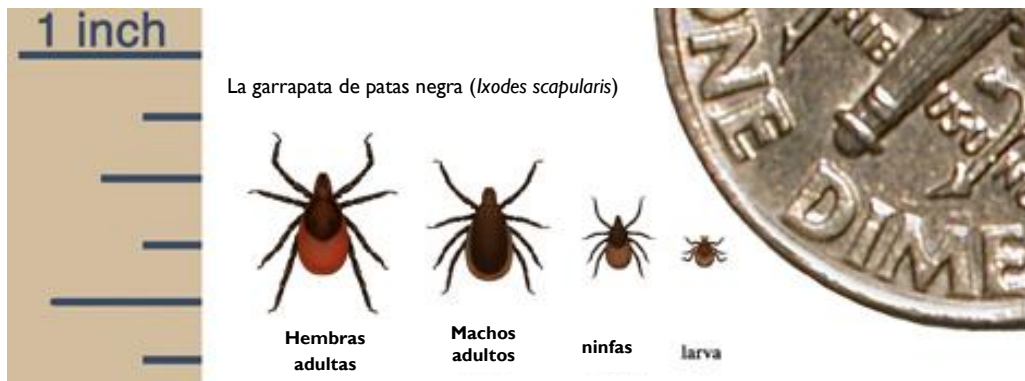 1 inch
La garrapata de patas negra (Ixodes scapularis)
ONE DIME
Hembras
adultas
Machos
adultos
ninfas
larva